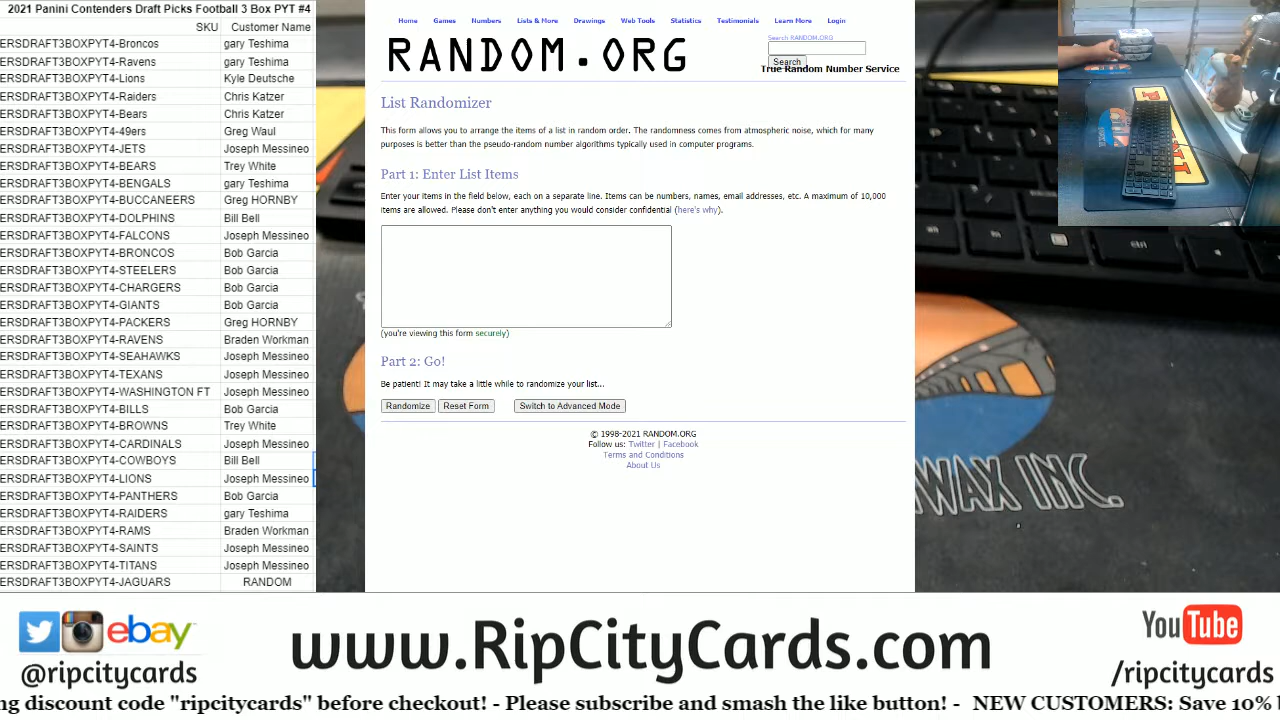 2021 Panini Contenders Draft Picks Football 3 Box PYT #4
SKU Customer Name
ERSDRAFT3BOXPYT4-Broncos gary Teshima
ERSDRAFT3BOXPYT4-Ravens gary Teshima
ERSDRAFT3BOXPYT4-Lions Kyle Deutsche
ERSDRAFT3BOXPYT4-Raiders Chris Katzer
ERSDRAFT3BOXPYT4-Bears Chris Katzer
ERSDRAFT3BOXPYT4-49ers Greg Waul
ERSDRAFT3BOXPYT4-JETS Joseph Messineo
ERSDRAFT3BOXPYT4-BEARS Trey White
ERSDRAFT3BOXPYT4-BENGALS gary Teshima
ERSDRAFT3BOXPYT4-BUCCANEERS Greg HORNBY
ERSDRAFT3BOXPYT4-DOLPHINS Bill Bell
ERSDRAFT3BOXPYT4-FALCONS Joseph Messineo
ERSDRAFT3BOXPYT4-BRONCOS Bob Garcia
ERSDRAFT3BOXPYT4-STEELERS Bob Garcia
ERSDRAFT3BOXPYT4-CHARGERS Bob Garcia
ERSDRAFT3BOXPYT4-GIANTS Bob Garcia
ERSDRAFT3BOXPYT4-PACKERS Greg HORNBY
ERSDRAFT3BOXPYT4-RAVENS Braden Workman
ERSDRAFT3BOXPYT4-SEAHAWKS Joseph Messineo
ERSDRAFT3BOXPYT4-TEXANS Joseph Messineo
ERSDRAFT3BOXPYT4-WASHINGTON FT Joseph Messineo
ERSDRAFT3BOXPYT4-BILLS Bob Garcia
ERSDRAFT3BOXPYT4-BROWNS Trey White
ERSDRAFT3BOXPYT4-CARDINALS Joseph Messineo
ERSDRAFT3BOXPYT4-COWBOYS Bill Bell
ERSDRAFT3BOXPYT4-LIONS Joseph Messineo
ERSDRAFT3BOXPYT4-PANTHERS Bob Garcia
ERSDRAFT3BOXPYT4-RAIDERS gary Teshima
ERSDRAFT3BOXPYT4-RAMS Braden Workman
ERSDRAFT3BOXPYT4-SAINTS Joseph Messineo
ERSDRAFT3BOXPYT4-TITANS Joseph Messineo
ERSDRAFT3BOXPYT4-JAGUARS RANDOM
Home Games Numbers Lists & More Drawings Web Tools Statistics Testimonials Learn More Login
RANDOM.ORG
Search RANDOM.ORG
Search
True Random Number Service
List Randomizer
This form allows you to arrange the items of a list in random order. The randomness comes from atmospheric noise, which for many
purposes is better than the pseudo-random number algorithms typically used in computer programs.
Part 1: Enter List Items
Enter your items in the field below, each on a separate line. Items can be numbers, names, email addresses, etc. A maximum of 10,000
items are allowed. Please don't enter anything you would consider confidential (here's why).
(you're viewing this form securely)
Part 2: Go!
Be patient! It may take a little while to randomize your list...
Randomize Reset Form Switch to Advanced Mode
© 1998-2021 RANDOM.ORG
Follow us: Twitter | Facebook
Terms and Conditions
About Us
WAX INC.
ebay
@ripcitycards
www.RipCityCards.com
You Tube
/ripcitycards
ng discount code "ripcitycards" before checkout! - Please subscribe and smash the like button! - NEW CUSTOMERS: Save 10%